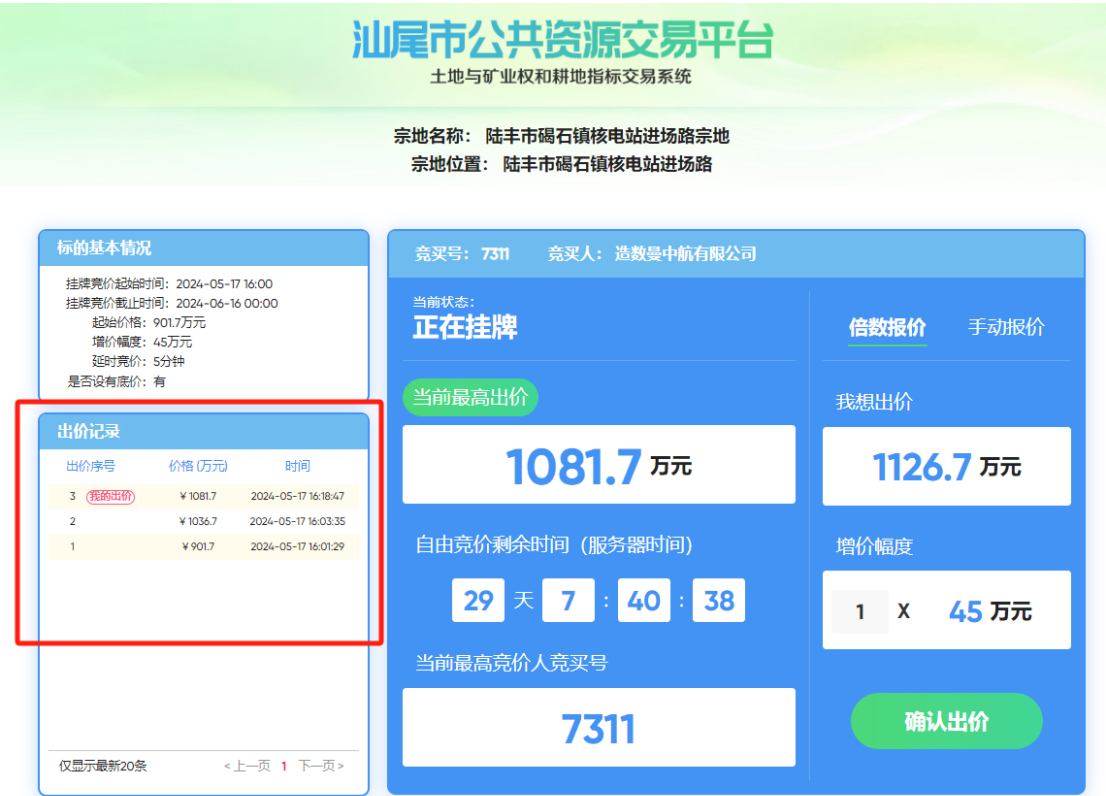 汕尾市公共资源交易平台
土地与矿业权和耕地指标交易系统
宗地名称： 陆丰市碣石镇核电站进场路宗地
宗地位置： 陆丰市碣石镇核电站进场路
标的基本情况
挂牌竞价起始时间：2024-05-17 16:00
挂牌竞价截止时间：2024-06-16 00:00
起始价格：901.7万元
增价幅度：45万元
延时竞价：5分钟
是否设有底价：有
出价记录
出价序号 价格 (万元) 时间
3 我的出价 ¥ 1081.7 2024-05-17 16:18:47
2 ¥ 1036.7 2024-05-17 16:03:35
1 ¥ 901.7 2024-05-17 16:01:29
仅显示最新20条 <上一页 1 下一页>
竞买号：7311 竞买人：造数曼中航有限公司
当前状态：
正在挂牌
当前最高出价
1081.7 万元
自由竞价剩余时间（服务器时间）
29 天 7 : 40 : 38
当前最高竞价人竞买号
7311
倍数报价 手动报价
我想出价
1126.7 万元
增价幅度
1 X 45 万元
确认出价